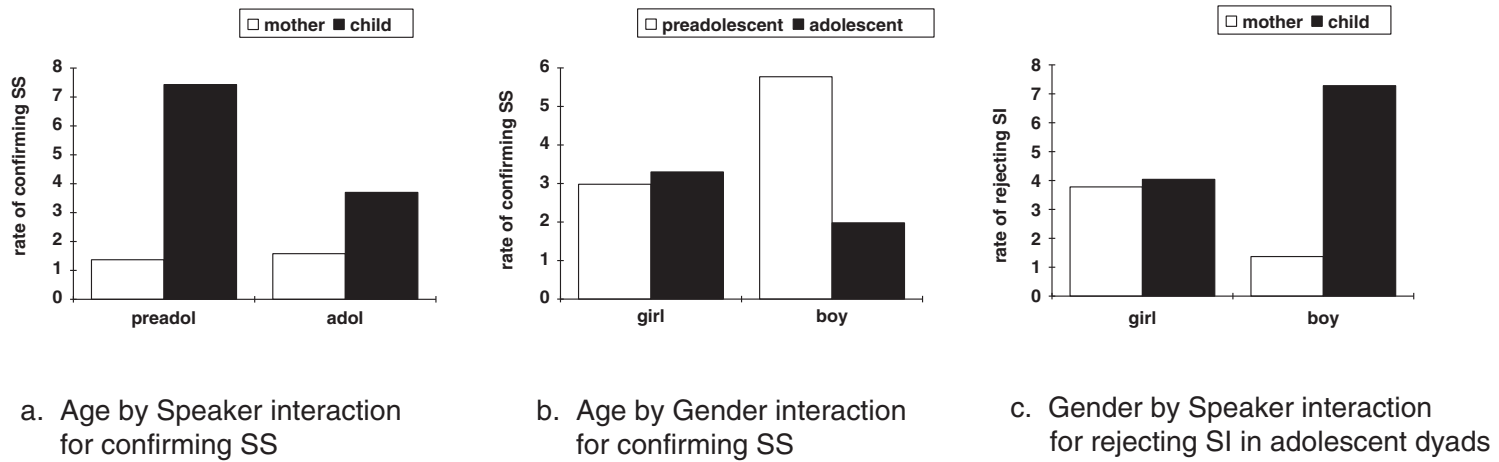 mother child
rate of confirming SS
8
7
6
5
4
3
2
1
0
preadol adol
a. Age by Speaker interaction
for confirming SS
preadolescent adolescent
rate of confirming SS
6
5
4
3
2
1
0
girl boy
b. Age by Gender interaction
for confirming SS
mother child
rate of rejecting SI
8
7
6
5
4
3
2
1
0
girl boy
c. Gender by Speaker interaction
for rejecting SI in adolescent dyads